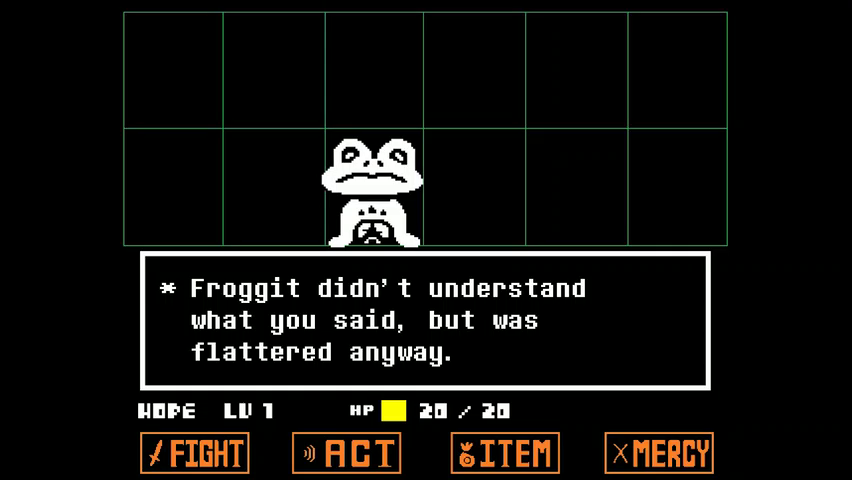 * Froggit didn't understand
what you said, but was
flattered anyway.
WOPE LV 1 HP 20 / 20
FIGHT ACT ITEM MERCY